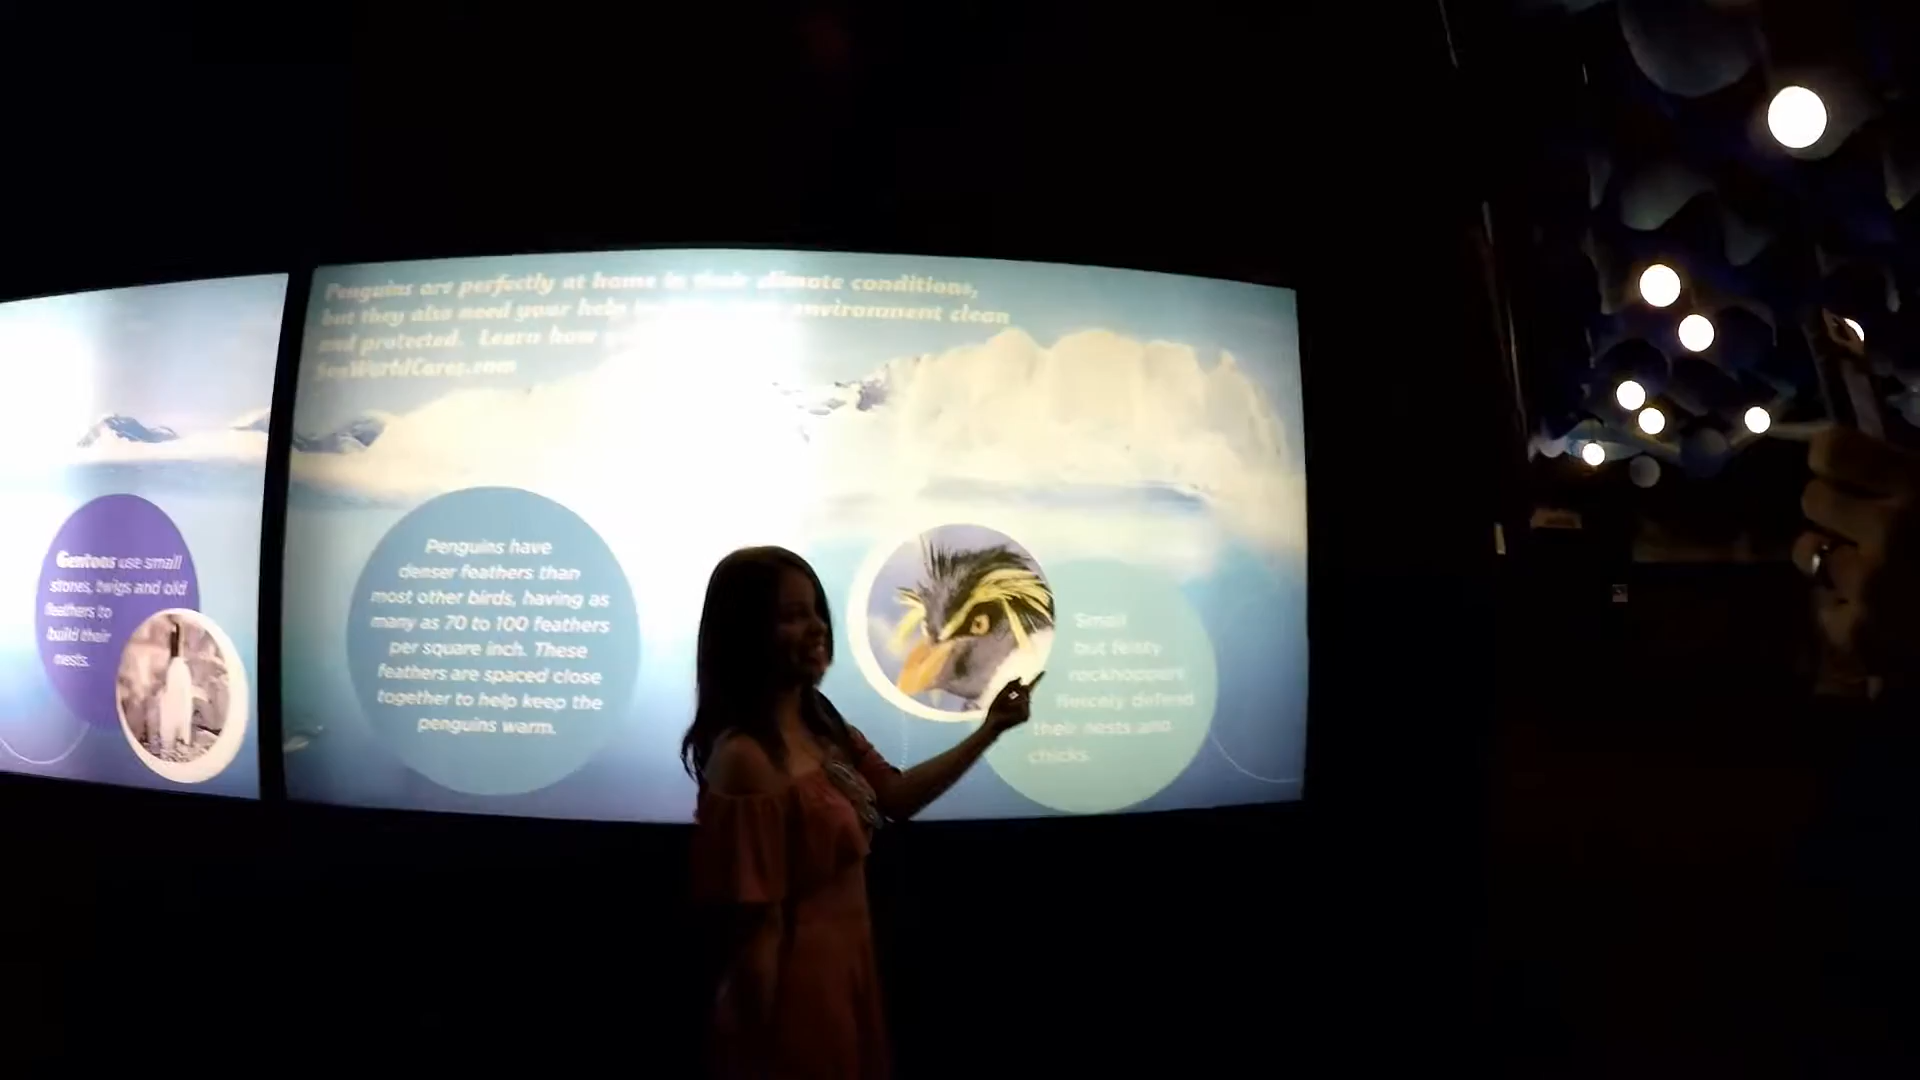 Penguins are perfectly at home in their climate conditions,
but they also need your help environment clean
and protected. Learn how
SeaWorldCares.com
Gentoos use small
stones, twigs and old
feathers to
build their
nests.
Penguins have
denser feathers than
most other birds, having as
many as 70 to 100 feathers
per square inch. These
feathers are spaced close
together to help keep the
penguins warm.
Small
but feisty
rockhoppers
fiercely defend
their nests and
chicks.